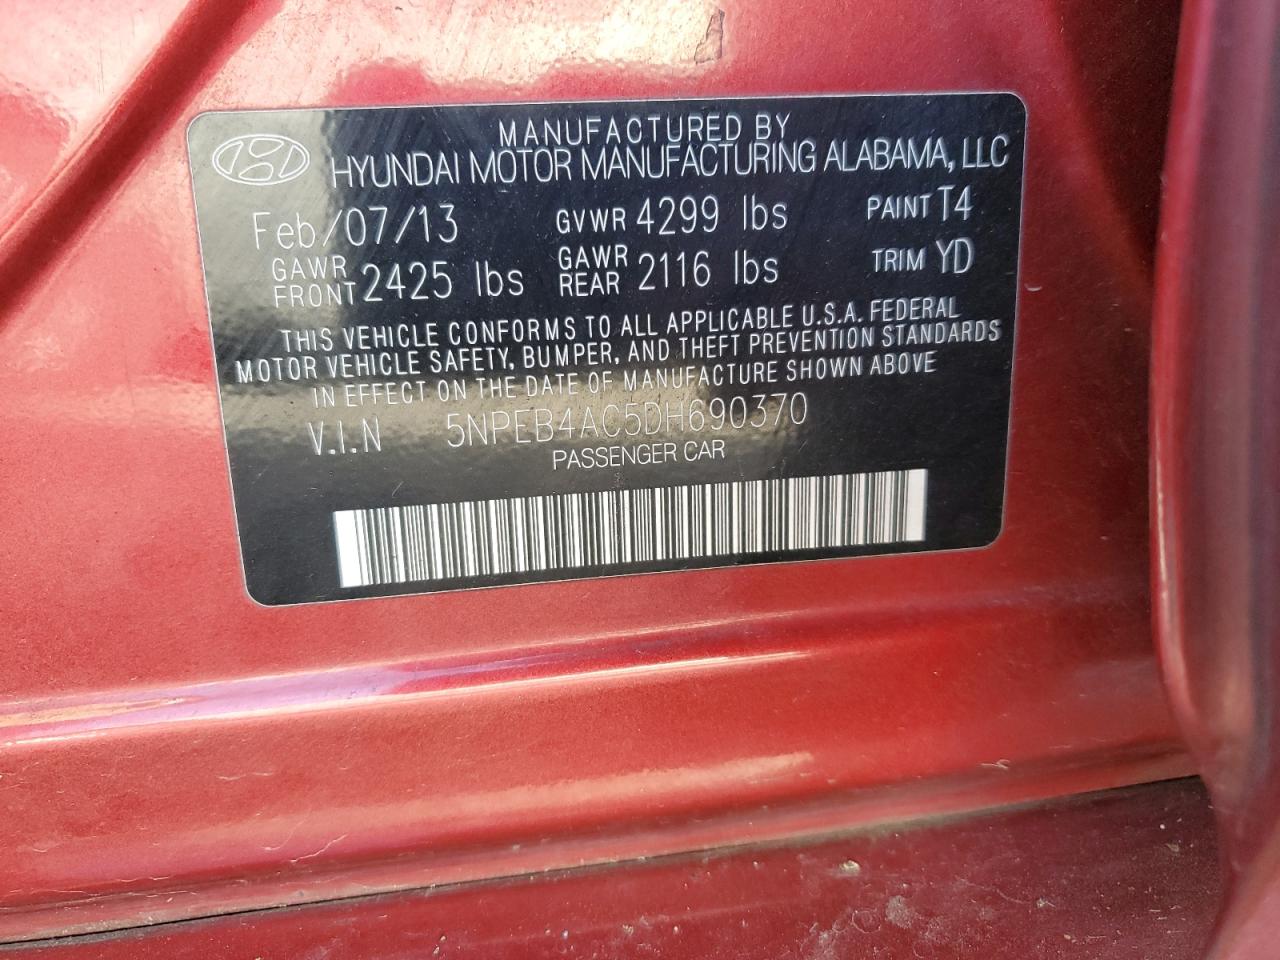 MANUFACTURED BY
HYUNDAI MOTOR MANUFACTURING ALABAMA, LLC
Feb/07/13 GVWR 4299 lbs PAINT T4
GAWR FRONT 2425 lbs GAWR REAR 2116 lbs TRIM YD
THIS VEHICLE CONFORMS TO ALL APPLICABLE U.S.A. FEDERAL
MOTOR VEHICLE SAFETY, BUMPER, AND THEFT PREVENTION STANDARDS
IN EFFECT ON THE DATE OF MANUFACTURE SHOWN ABOVE
V.I.N 5NPEB4AC5DH690370
PASSENGER CAR